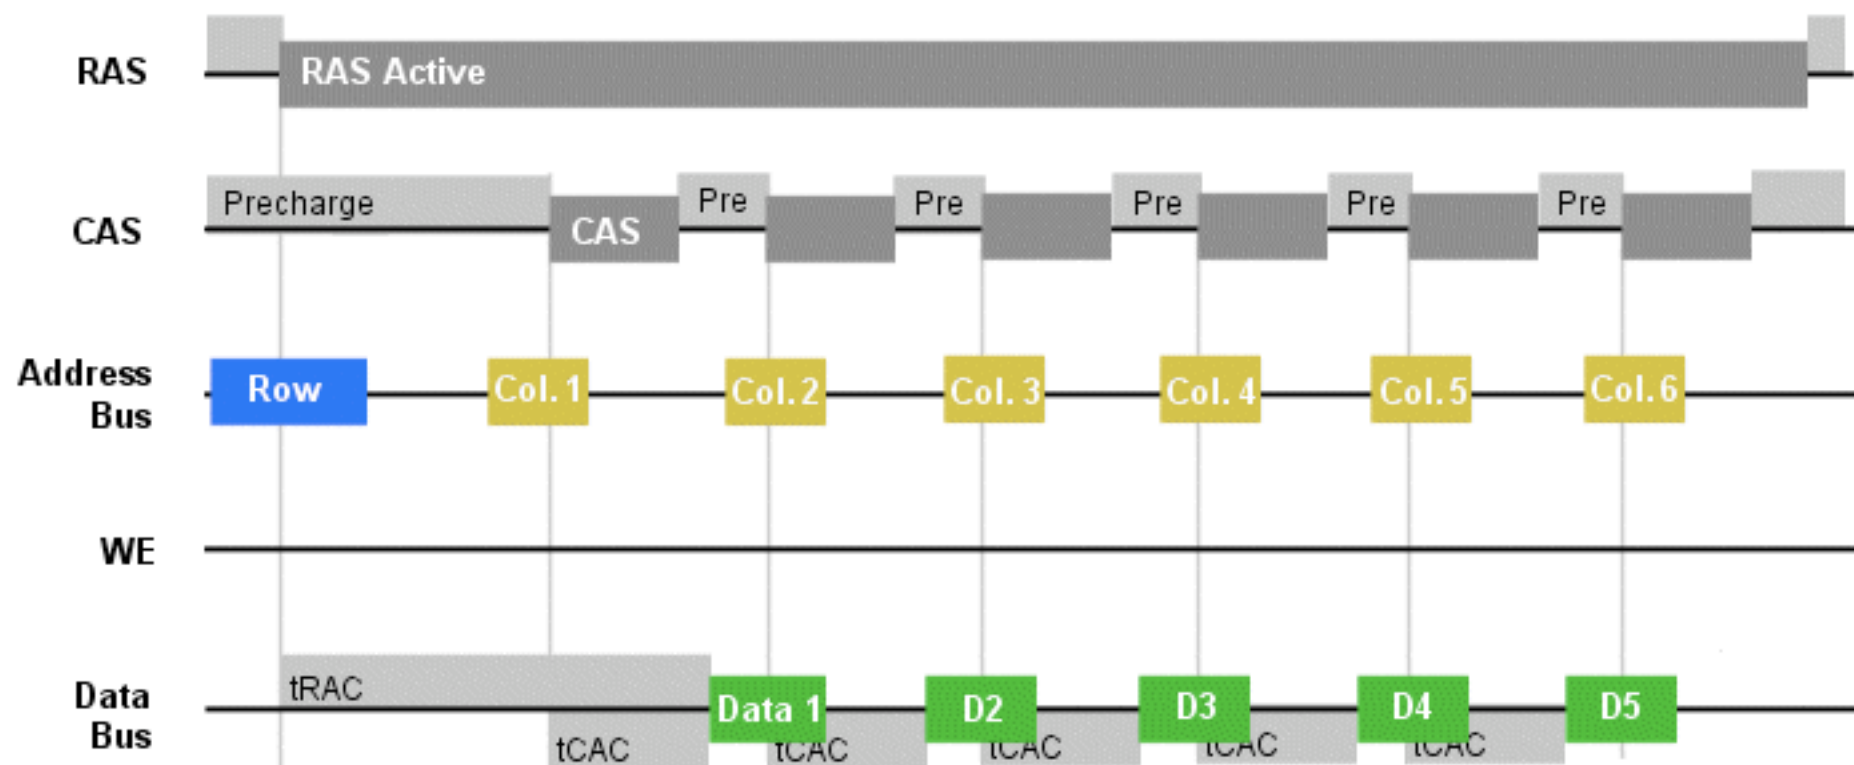 RAS
RAS Active
CAS
Precharge
CAS
Pre
Pre
Pre
Pre
Pre
Address
Bus
Row
Col. 1
Col. 2
Col. 3
Col. 4
Col. 5
Col. 6
WE
Data
Bus
tRAC
Data 1
D2
D3
D4
D5
tCAC
tCAC
tCAC
tCAC
tCAC